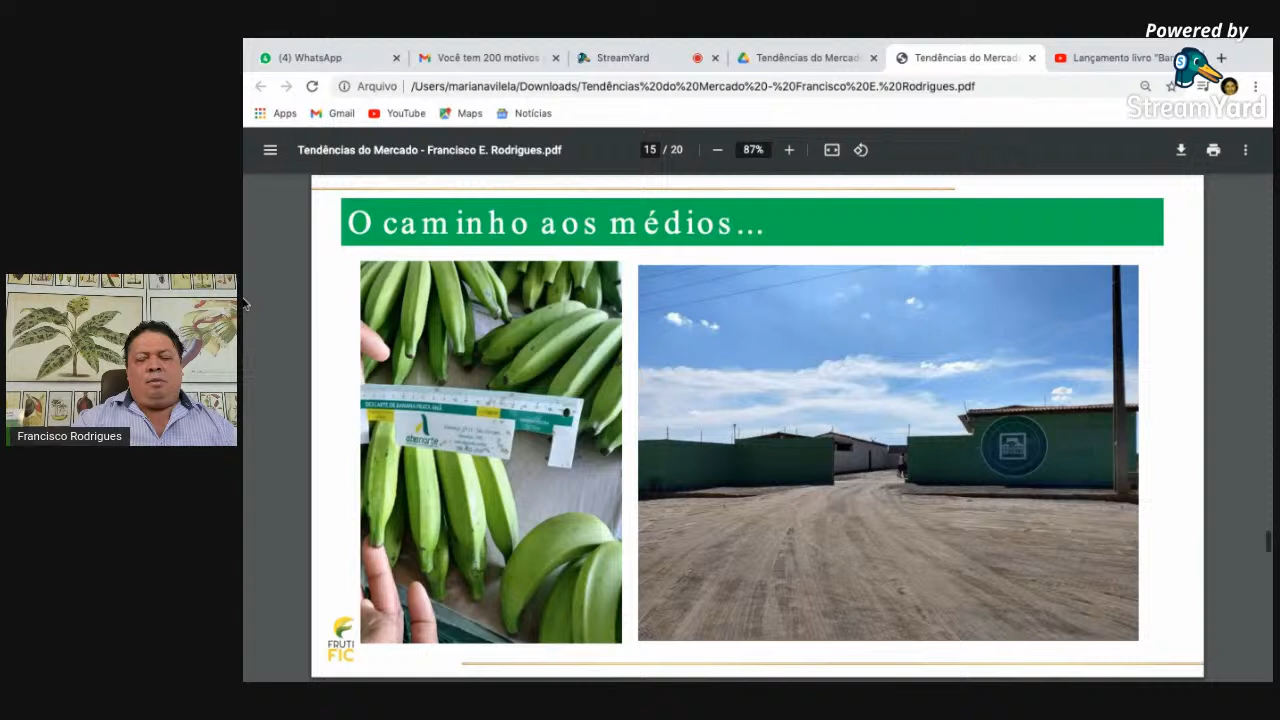 Powered by
StreamYard
(4) WhatsApp
Você tem 200 motivos
StreamYard
Tendências do Mercad
Tendências do Mercad
Lançamento livro "Ba
Arquivo
/Users/marianavilela/Downloads/Tendências%20do%20Mercado%20-%20Francisco%20E.%20Rodrigues.pdf
Apps
Gmail
YouTube
Maps
Notícias
Tendências do Mercado - Francisco E. Rodrigues.pdf
15 / 20
87%
O caminho aos médios...
abanorte
FRUTI
FIC
Francisco Rodrigues